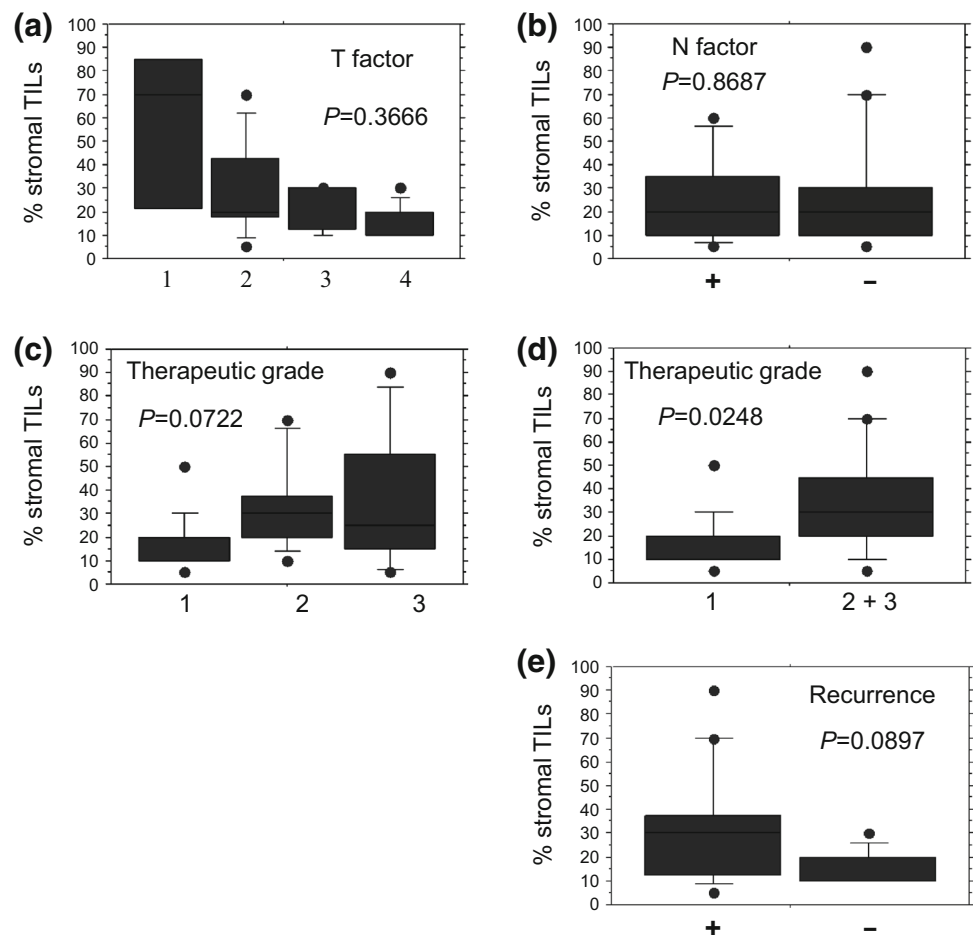 (a)
% stromal TILs
100
90
80
70
60
50
40
30
20
10
0
T factor
P=0.3666
1 2 3 4
(b)
% stromal TILs
100
90
80
70
60
50
40
30
20
10
0
N factor
P=0.8687
+ −
(c)
% stromal TILs
100
90
80
70
60
50
40
30
20
10
0
Therapeutic grade
P=0.0722
1 2 3
(d)
% stromal TILs
100
90
80
70
60
50
40
30
20
10
0
Therapeutic grade
P=0.0248
1 2 + 3
(e)
% stromal TILs
100
90
80
70
60
50
40
30
20
10
0
Recurrence
P=0.0897
+ −